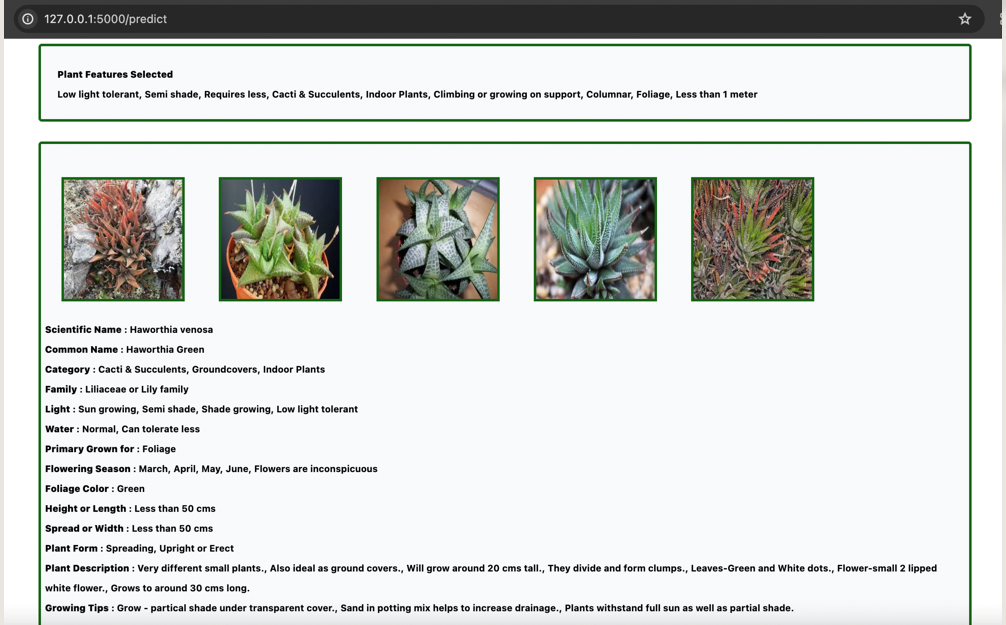 127.0.0.1:5000/predict
Plant Features Selected
Low light tolerant, Semi shade, Requires less, Cacti & Succulents, Indoor Plants, Climbing or growing on support, Columnar, Foliage, Less than 1 meter
Scientific Name : Haworthia venosa
Common Name : Haworthia Green
Category : Cacti & Succulents, Groundcovers, Indoor Plants
Family : Liliaceae or Lily family
Light : Sun growing, Semi shade, Shade growing, Low light tolerant
Water : Normal, Can tolerate less
Primary Grown for : Foliage
Flowering Season : March, April, May, June, Flowers are inconspicuous
Foliage Color : Green
Height or Length : Less than 50 cms
Spread or Width : Less than 50 cms
Plant Form : Spreading, Upright or Erect
Plant Description : Very different small plants., Also ideal as ground covers., Will grow around 20 cms tall., They divide and form clumps., Leaves-Green and White dots., Flower-small 2 lipped
white flower., Grows to around 30 cms long.
Growing Tips : Grow - partical shade under transparent cover., Sand in potting mix helps to increase drainage., Plants withstand full sun as well as partial shade.